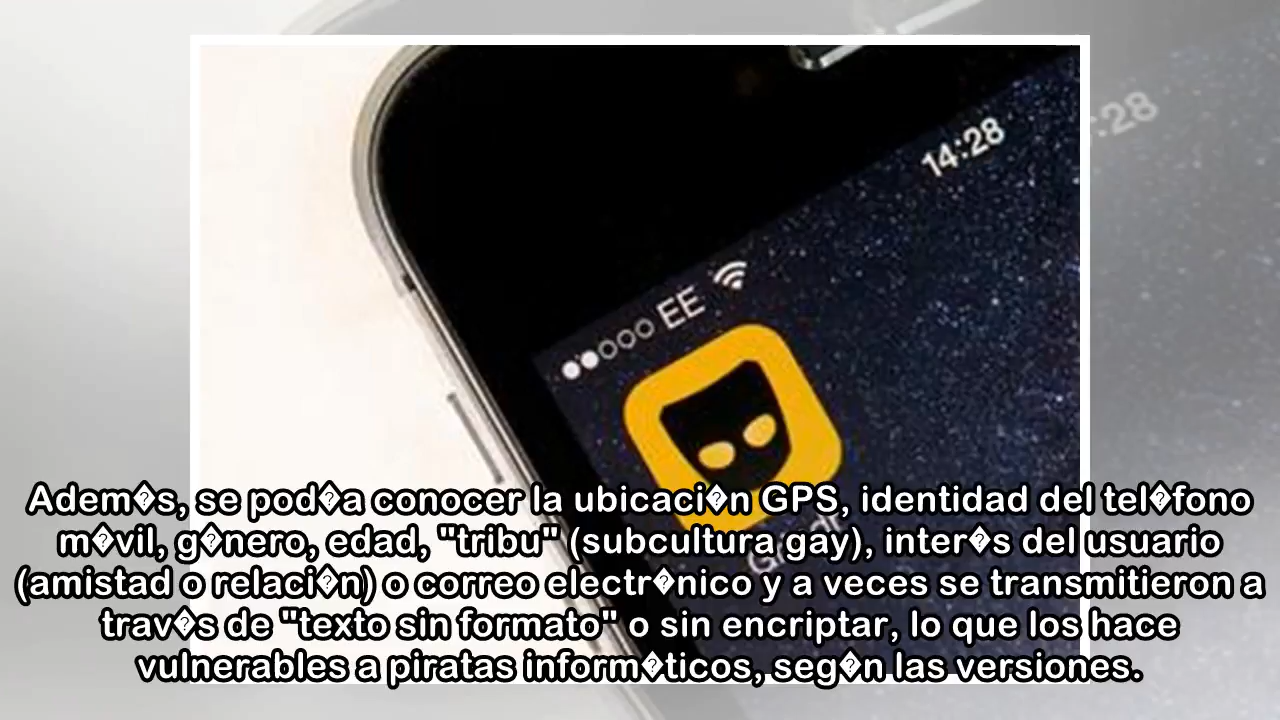 :28
14:28
EE
Adem�s, se pod�a conocer la ubicaci�n GPS, identidad del tel�fono
m�vil, g�nero, edad, "tribu" (subcultura gay), inter�s del usuario
(amistad o relaci�n) o correo electr�nico y a veces se transmitieron a
trav�s de "texto sin formato" o sin encriptar, lo que los hace
vulnerables a piratas inform�ticos, seg�n las versiones.